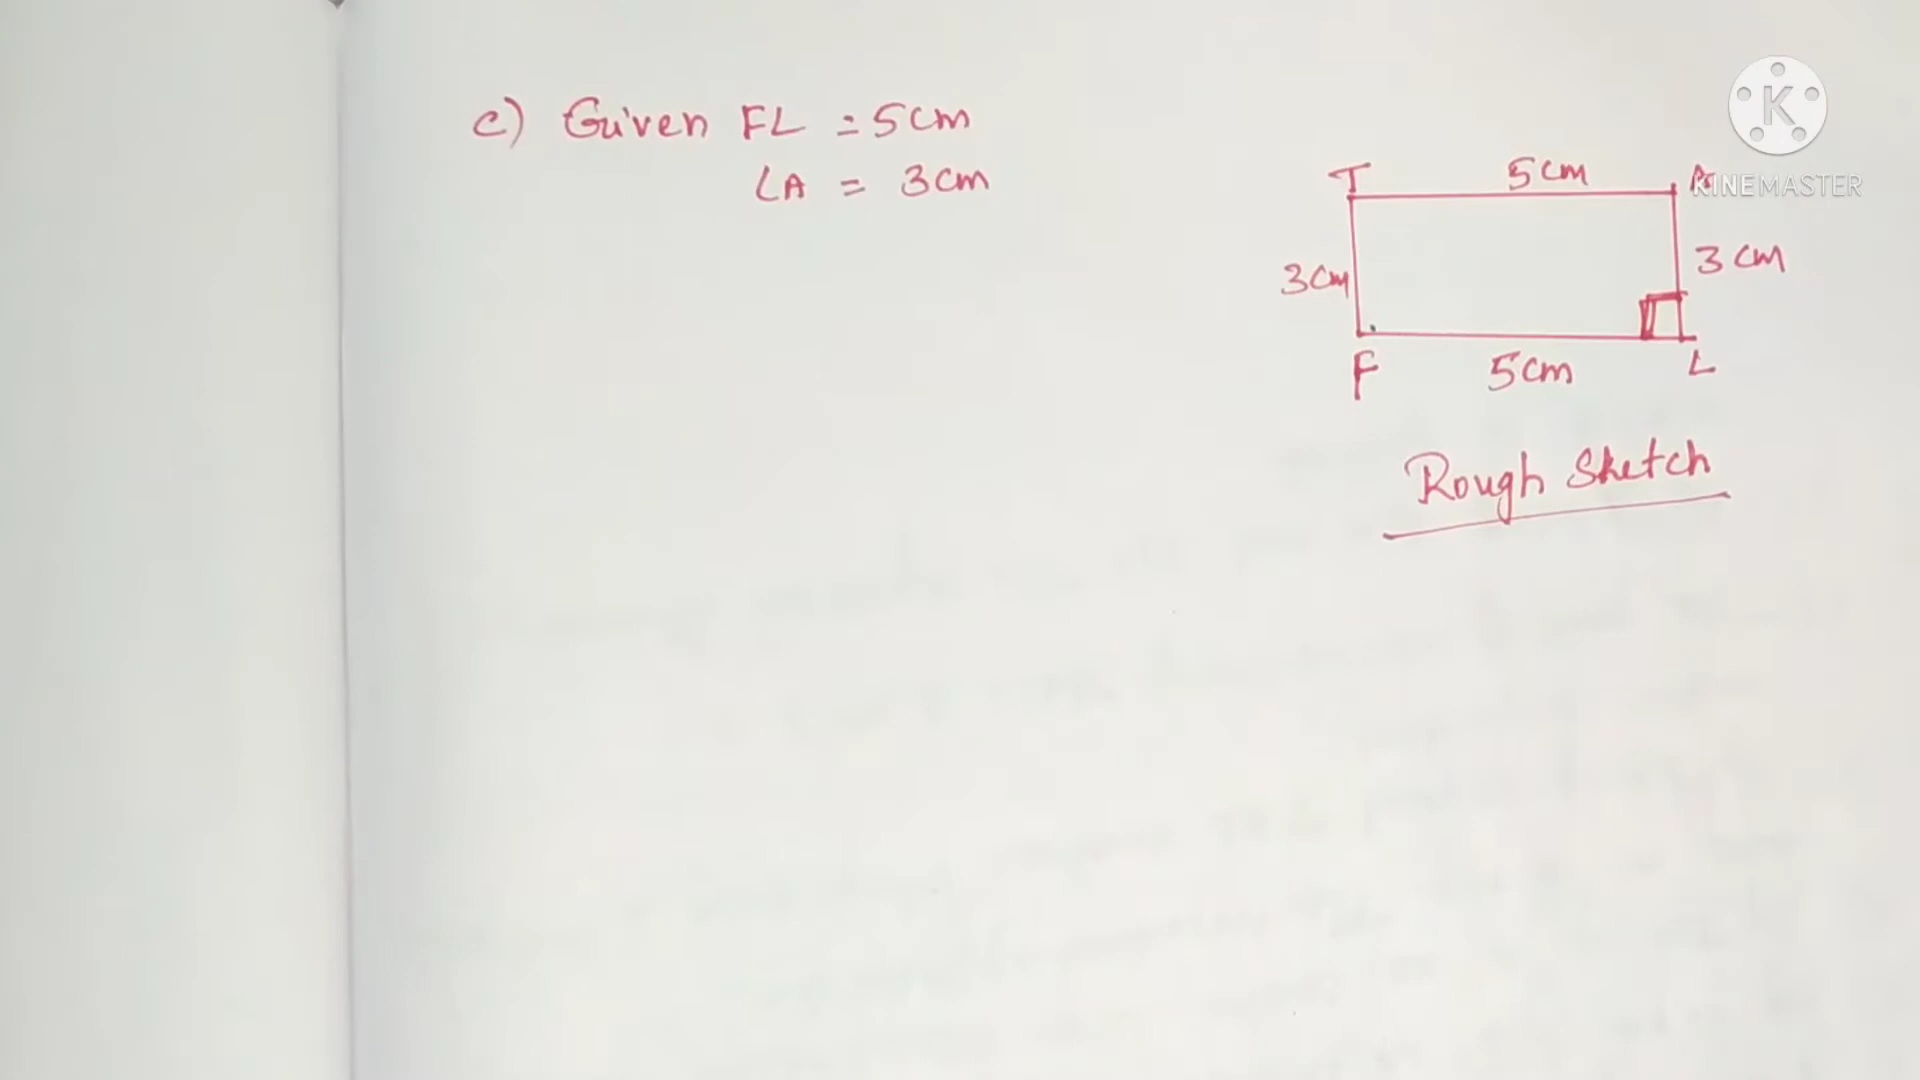 c) Given FL = 5cm
LA = 3cm
T 5cm A
KINEMASTER
3cm 3cm
F 5cm L
Rough Sketch